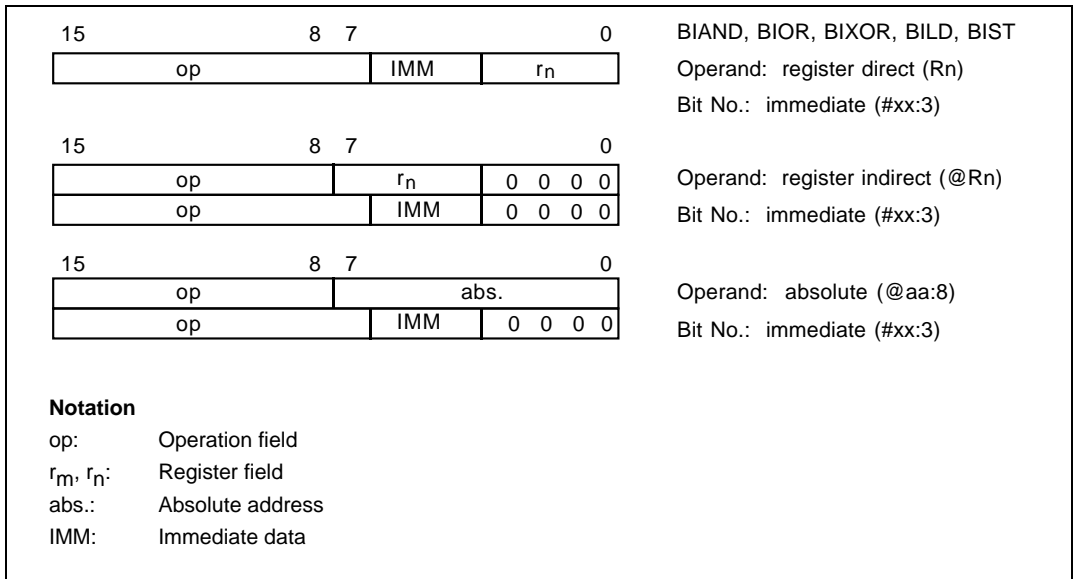 15 8 7 0 BIAND, BIOR, BIXOR, BILD, BIST
op IMM rn Operand: register direct (Rn)
Bit No.: immediate (#xx:3)
15 8 7 0
op rn 0 0 0 0 Operand: register indirect (@Rn)
op IMM 0 0 0 0 Bit No.: immediate (#xx:3)
15 8 7 0
op abs. Operand: absolute (@aa:8)
op IMM 0 0 0 0 Bit No.: immediate (#xx:3)
Notation
op: Operation field
rm, rn: Register field
abs.: Absolute address
IMM: Immediate data